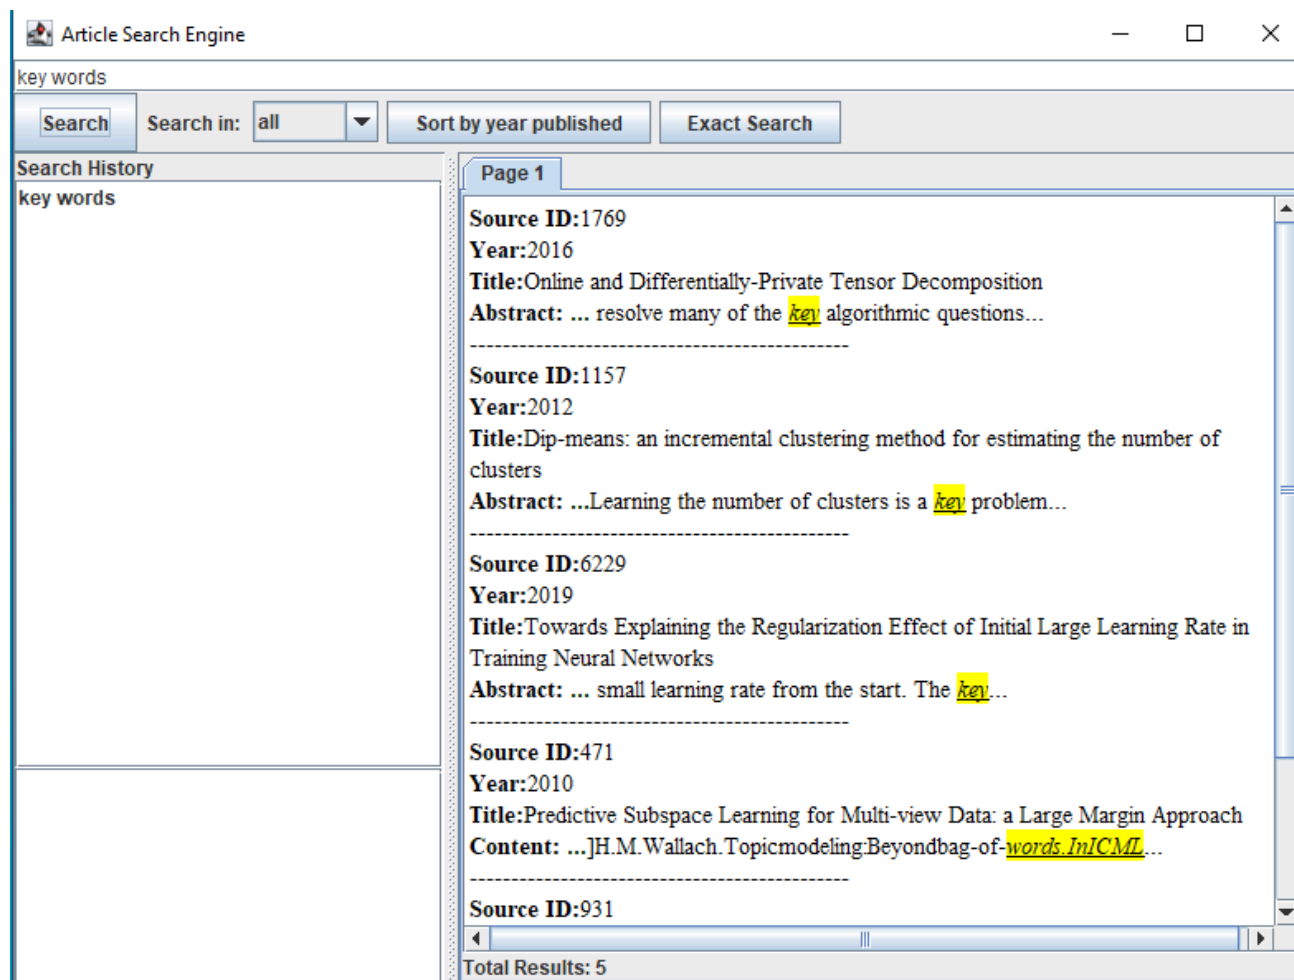 Article Search Engine
key words
Search Search in: all Sort by year published Exact Search
Search History
key words
Page 1
Source ID:1769
Year:2016
Title:Online and Differentially-Private Tensor Decomposition
Abstract: ... resolve many of the key algorithmic questions...
----------------------------------------------
Source ID:1157
Year:2012
Title:Dip-means: an incremental clustering method for estimating the number of
clusters
Abstract: ...Learning the number of clusters is a key problem...
----------------------------------------------
Source ID:6229
Year:2019
Title:Towards Explaining the Regularization Effect of Initial Large Learning Rate in
Training Neural Networks
Abstract: ... small learning rate from the start. The key...
----------------------------------------------
Source ID:471
Year:2010
Title:Predictive Subspace Learning for Multi-view Data: a Large Margin Approach
Content: ...]H.M.Wallach.Topicmodeling:Beyondbag-of-words.InICML...
----------------------------------------------
Source ID:931
Total Results: 5